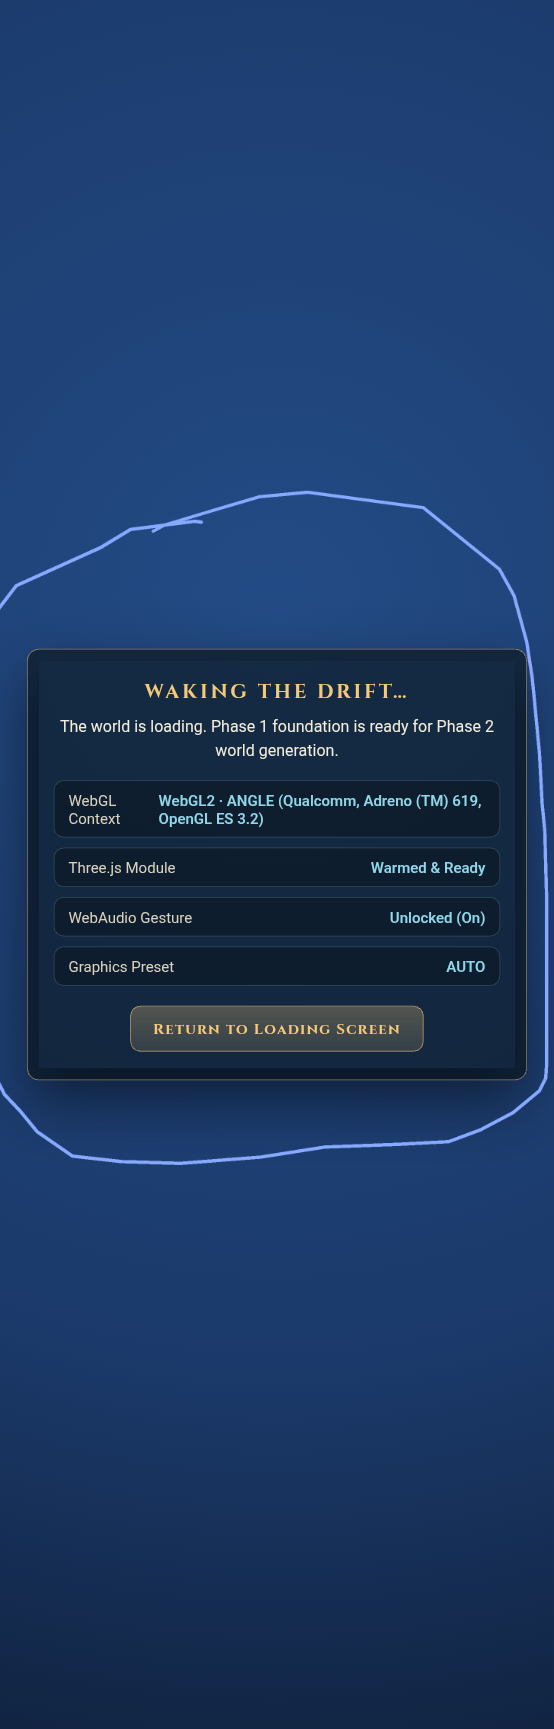 WAKING THE DRIFT…
The world is loading. Phase 1 foundation is ready for Phase 2
world generation.
WebGL Context
WebGL2 · ANGLE (Qualcomm, Adreno (TM) 619,
OpenGL ES 3.2)
Three.js Module Warmed & Ready
WebAudio Gesture Unlocked (On)
Graphics Preset AUTO
Return to Loading Screen